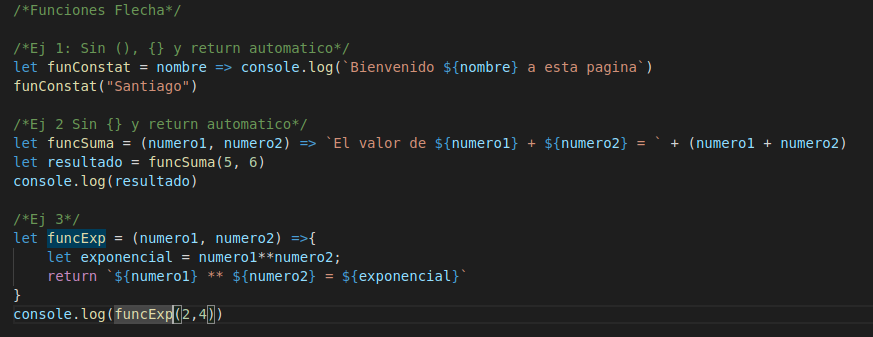 /*Funciones Flecha*/
/*Ej 1: Sin (), {} y return automatico*/
let funConstat = nombre => console.log(`Bienvenido ${nombre} a esta pagina`)
funConstat("Santiago")
/*Ej 2 Sin {} y return automatico*/
let funcSuma = (numero1, numero2) => `El valor de ${numero1} + ${numero2} = ` + (numero1 + numero2)
let resultado = funcSuma(5, 6)
console.log(resultado)
/*Ej 3*/
let funcExp = (numero1, numero2) =>{
    let exponencial = numero1**numero2;
    return `${numero1} ** ${numero2} = ${exponencial}`
}
console.log(funcExp(2,4))